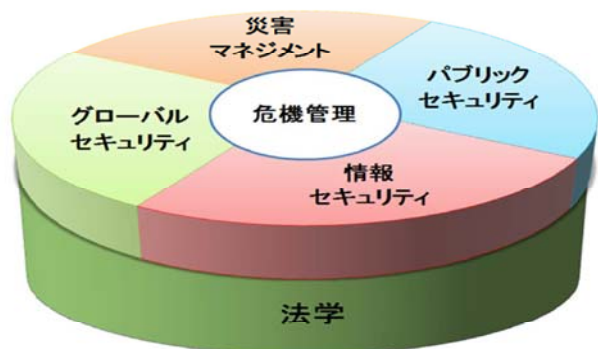 災害
マネジメント
パブリック
セキュリティ
グローバル
セキュリティ
危機管理
情報
セキュリティ
法学